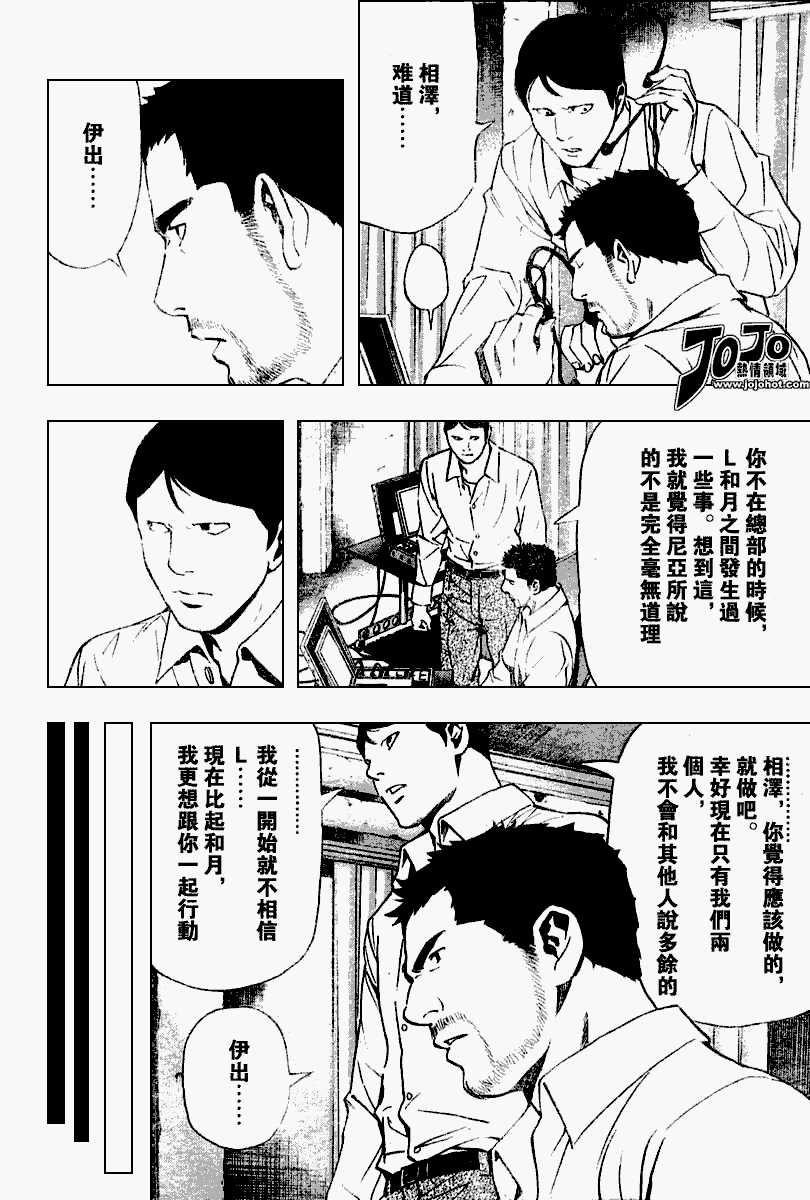 相澤，
难道……
伊出……
JOJO
熱情領域
www.jojohot.com
你不在總部的時候，
L和月之間發生過
一些事。想到這，
我就覺得尼亞所說
的不是完全毫無道理
………
相澤，你覺得應該做的，
就做吧。
幸好現在只有我們兩
個人，
我不會和其他人說多餘的
………
我從一開始就不相信
L……
現在比起和月，
我更想跟你一起行動
伊出……